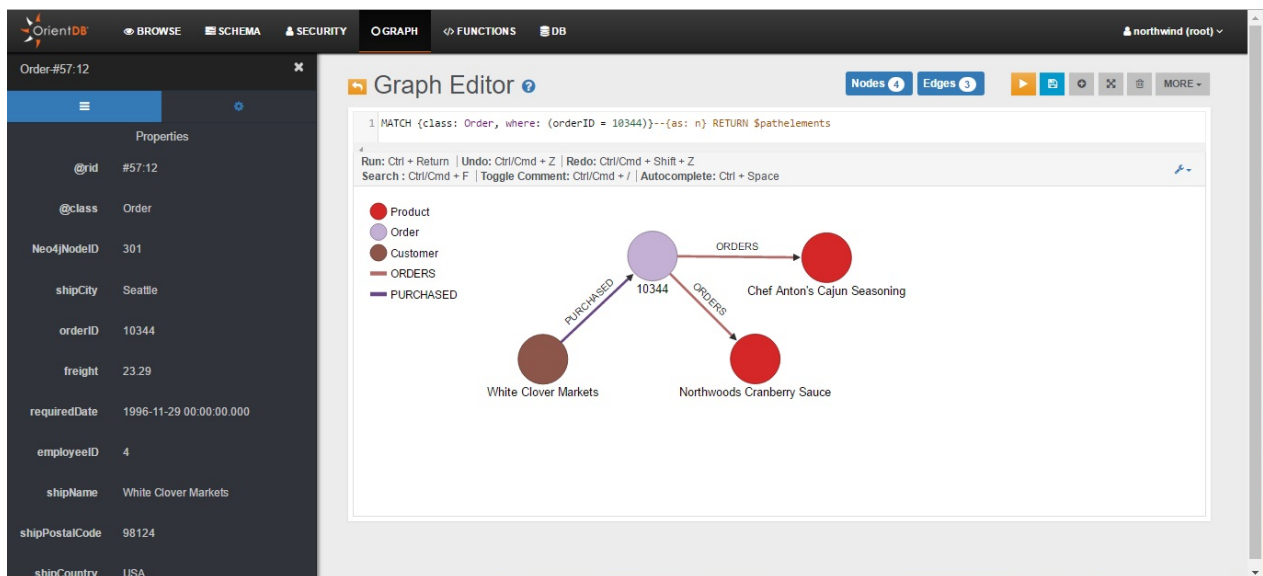 OrientDB
BROWSE SCHEMA SECURITY GRAPH FUNCTIONS DB northwind (root)
Order-#57:12
Properties
@rid #57:12
@class Order
Neo4jNodeID 301
shipCity Seattle
orderID 10344
freight 23.29
requiredDate 1996-11-29 00:00:00.000
employeeID 4
shipName White Clover Markets
shipPostalCode 98124
shipCountry USA
Graph Editor
Nodes 4 Edges 3 MORE
1 MATCH {class: Order, where: (orderID = 10344)}--{as: n} RETURN $pathelements
Run: Ctrl + Return | Undo: Ctrl/Cmd + Z | Redo: Ctrl/Cmd + Shift + Z
Search : Ctrl/Cmd + F | Toggle Comment: Ctrl/Cmd + / | Autocomplete: Ctrl + Space
Product
Order
Customer
ORDERS
PURCHASED
ORDERS
10344
Chef Anton's Cajun Seasoning
PURCHASED
ORDERS
White Clover Markets
Northwoods Cranberry Sauce